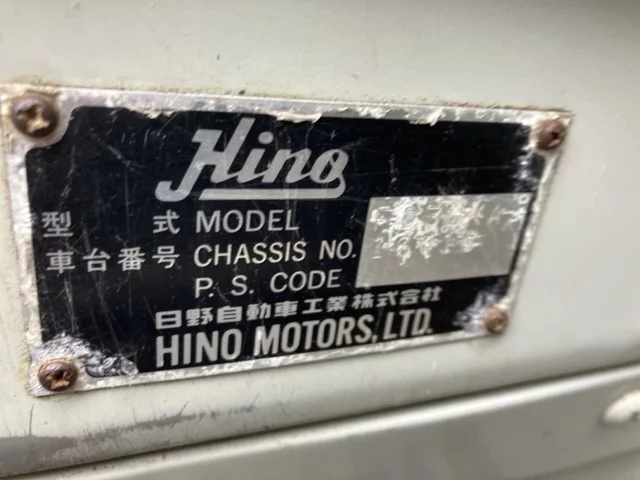 Hino
型 式 MODEL
車台番号 CHASSIS NO.
P. S. CODE
日野自動車工業株式会社
HINO MOTORS, LTD.